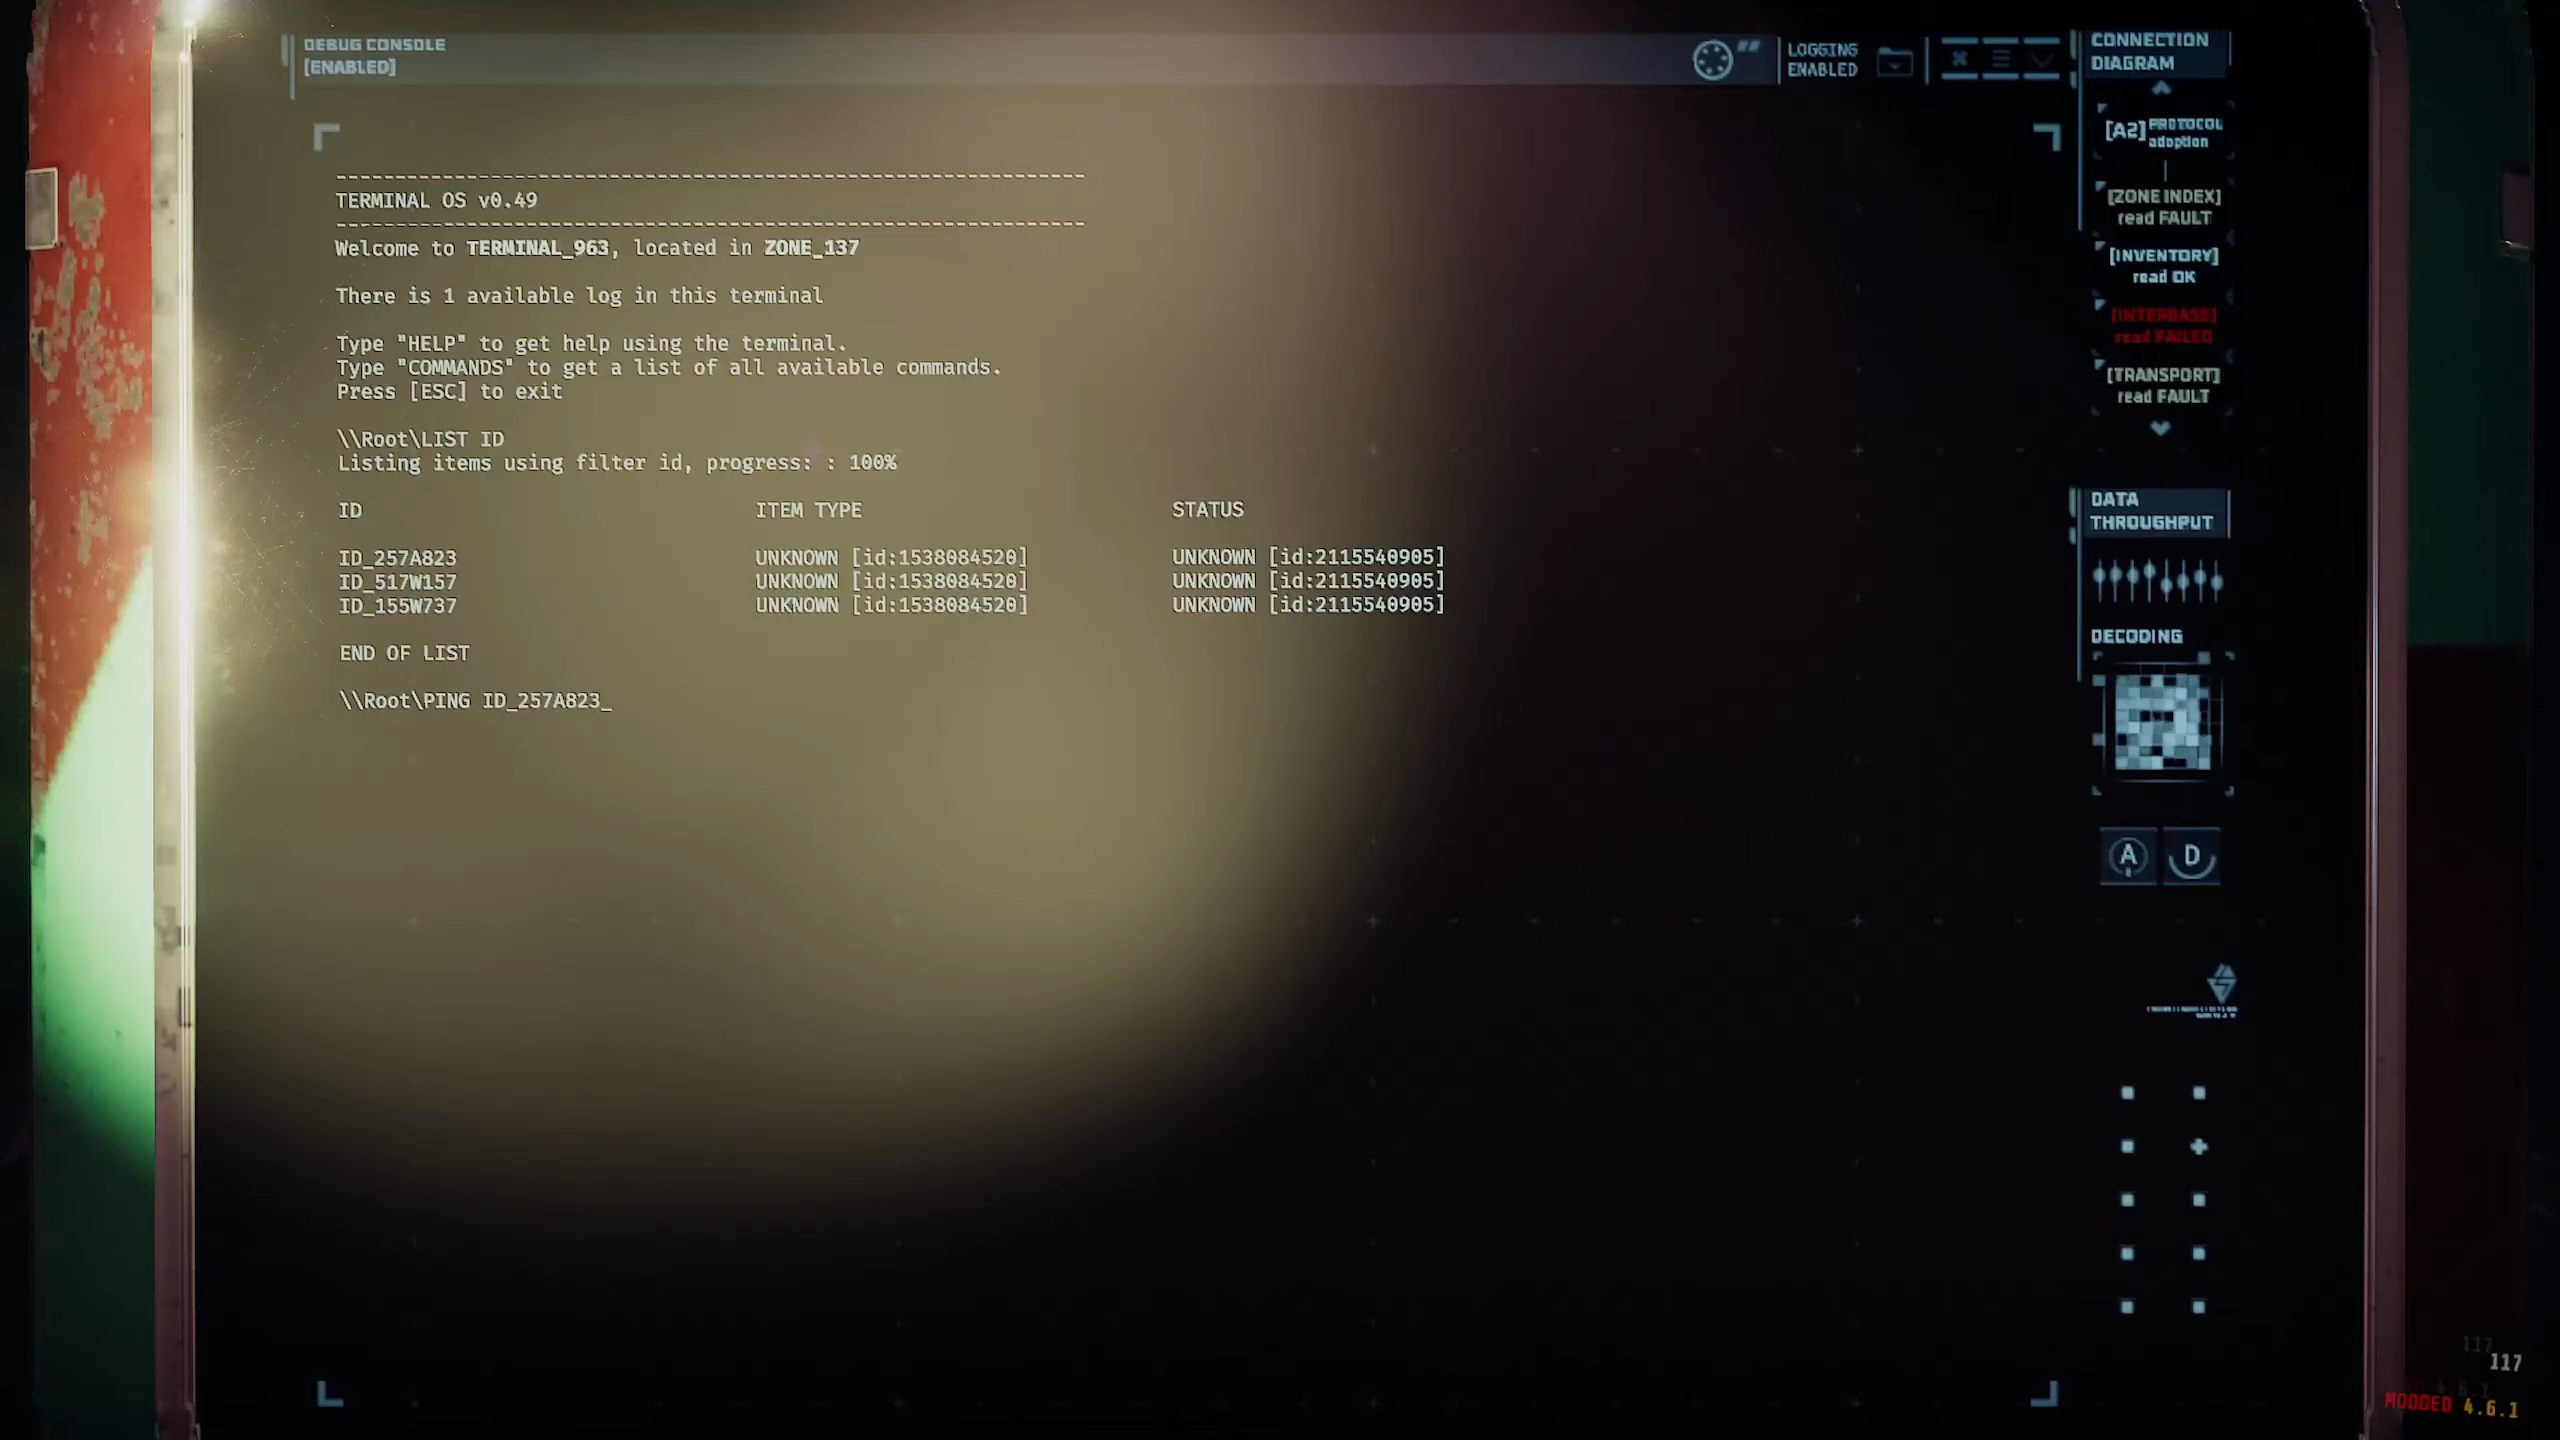 DEBUG CONSOLE
[ENABLED]
LOGGING
ENABLED
CONNECTION
DIAGRAM
[A2] PROTOCOL
adoption
[ZONE INDEX]
read FAULT
[INVENTORY]
read OK
[INTERBASE]
read FAILED
[TRANSPORT]
read FAULT
DATA
THROUGHPUT
DECODING
A D
---------------------------------------------------------------
TERMINAL OS v0.49
---------------------------------------------------------------
Welcome to TERMINAL_963, located in ZONE_137
There is 1 available log in this terminal
Type "HELP" to get help using the terminal.
Type "COMMANDS" to get a list of all available commands.
Press [ESC] to exit
\\Root\LIST ID
Listing items using filter id, progress: : 100%
ID ITEM TYPE STATUS
ID_257A823 UNKNOWN [id:1538084520] UNKNOWN [id:2115540905]
ID_517W157 UNKNOWN [id:1538084520] UNKNOWN [id:2115540905]
ID_155W737 UNKNOWN [id:1538084520] UNKNOWN [id:2115540905]
END OF LIST
\\Root\PING ID_257A823_
117
MODDED 4.6.1